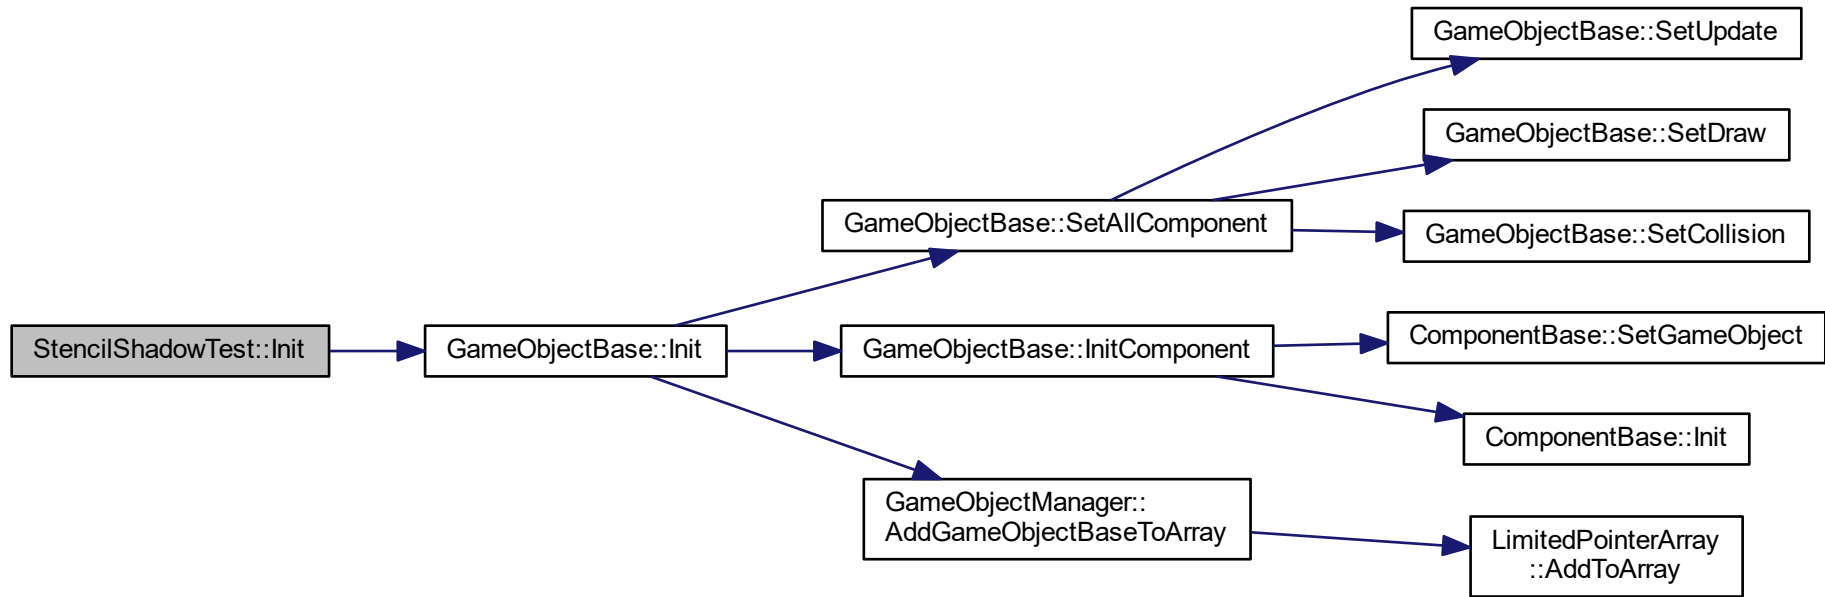 GameObjectBase::SetUpdate
GameObjectBase::SetDraw
GameObjectBase::SetAllComponent
GameObjectBase::SetCollision
StencilShadowTest::Init
GameObjectBase::Init
GameObjectBase::InitComponent
ComponentBase::SetGameObject
ComponentBase::Init
GameObjectManager::
AddGameObjectBaseToArray
LimitedPointerArray
::AddToArray